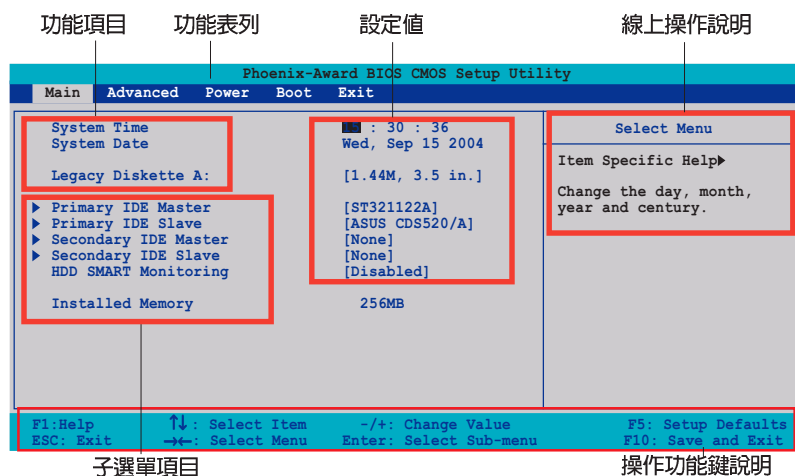 功能項目 功能表列 設定值 線上操作說明
Phoenix-Award BIOS CMOS Setup Utility
Main Advanced Power Boot Exit
System Time 15 : 30 : 36
System Date Wed, Sep 15 2004
Legacy Diskette A: [1.44M, 3.5 in.]
Primary IDE Master [ST321122A]
Primary IDE Slave [ASUS CDS520/A]
Secondary IDE Master [None]
Secondary IDE Slave [None]
HDD SMART Monitoring [Disabled]
Installed Memory 256MB
Select Menu
Item Specific Help
Change the day, month,
year and century.
F1:Help ↑↓: Select Item -/+: Change Value F5: Setup Defaults
ESC: Exit →←: Select Menu Enter: Select Sub-menu F10: Save and Exit
子選單項目 操作功能鍵說明